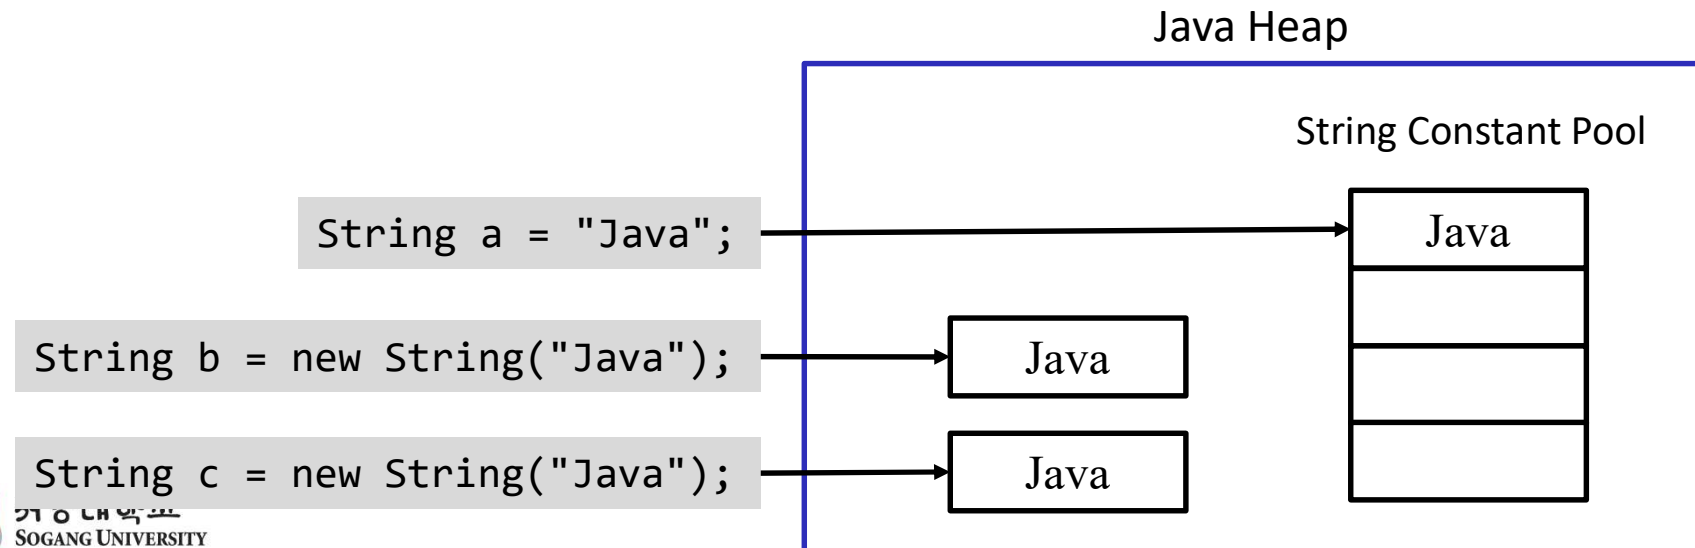 Java Heap
String Constant Pool
String a = "Java";
Java
String b = new String("Java");
Java
String c = new String("Java");
Java
SOGANG UNIVERSITY